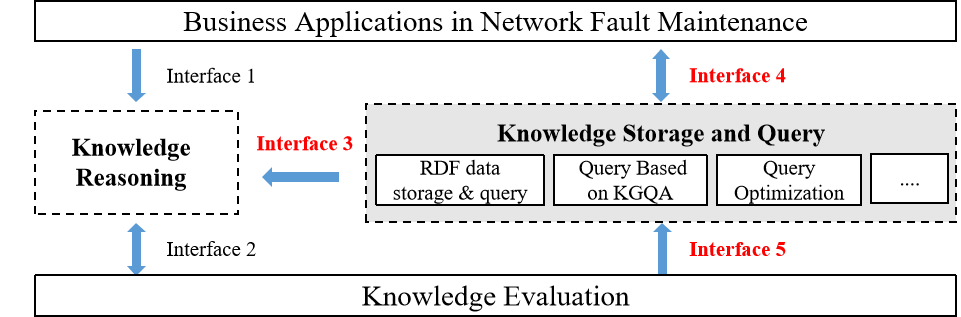 Business Applications in Network Fault Maintenance
Interface 1
Interface 4
Knowledge
Reasoning
Interface 3
Knowledge Storage and Query
RDF data
storage & query
Query Based
on KGQA
Query
Optimization
....
Interface 2
Interface 5
Knowledge Evaluation